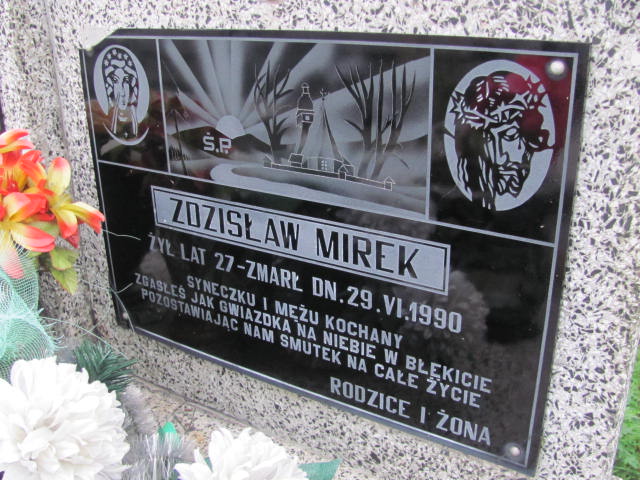 Ś.P.
ZDZISŁAW MIREK
ŻYŁ LAT 27-ZMARŁ DN.29.VI.1990
SYNECZKU I MĘŻU KOCHANY
ZGASŁEŚ JAK GWIAZDKA NA NIEBIE W BŁĘKICIE
POZOSTAWIAJĄC NAM SMUTEK NA CAŁE ŻYCIE
RODZICE I ŻONA